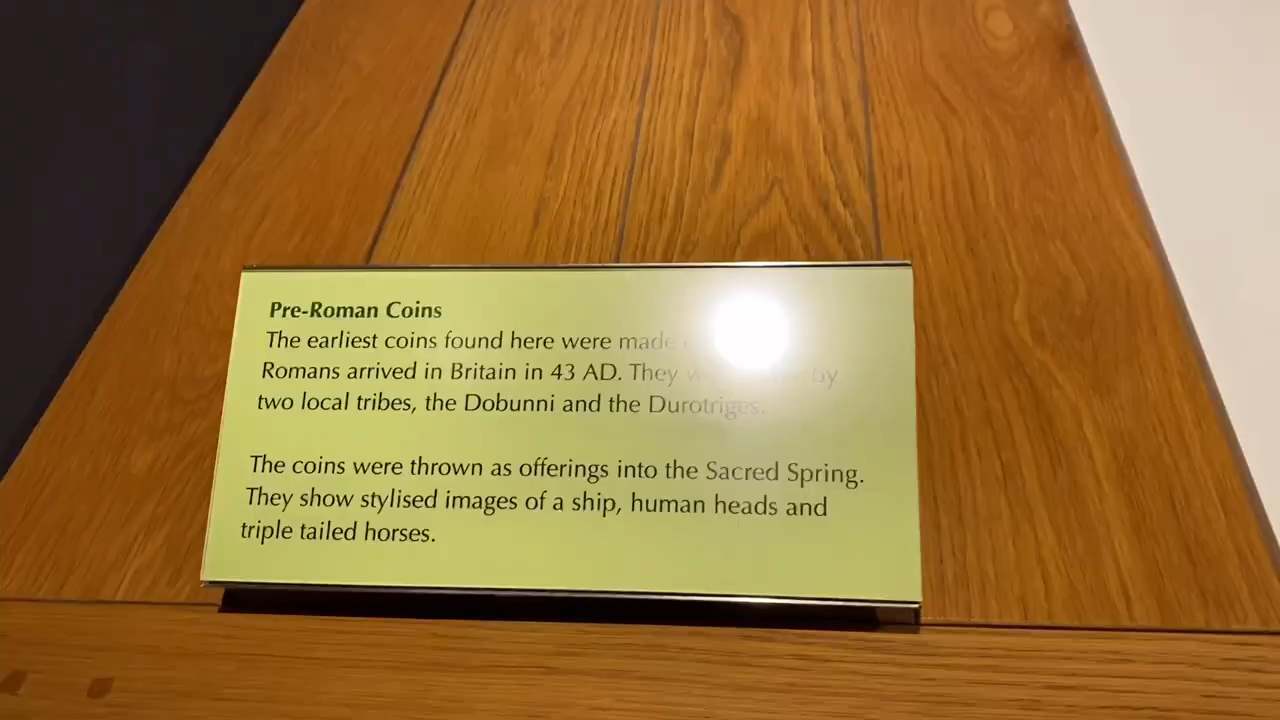 Pre-Roman Coins
The earliest coins found here were made
Romans arrived in Britain in 43 AD. They by
two local tribes, the Dobunni and the Durotriges.
The coins were thrown as offerings into the Sacred Spring.
They show stylised images of a ship, human heads and
triple tailed horses.